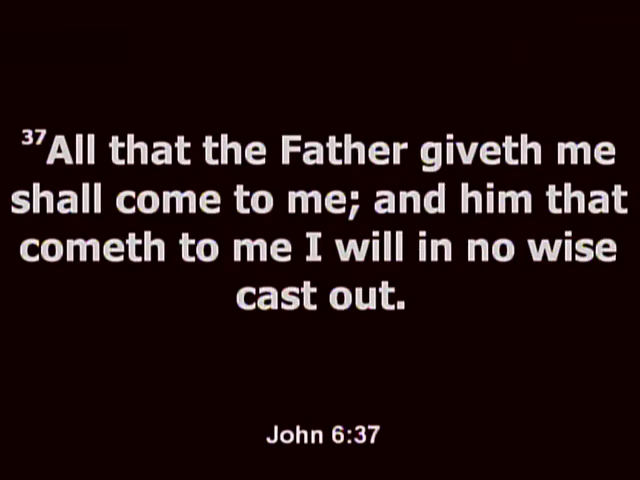 37All that the Father giveth me
shall come to me; and him that
cometh to me I will in no wise
cast out.
John 6:37